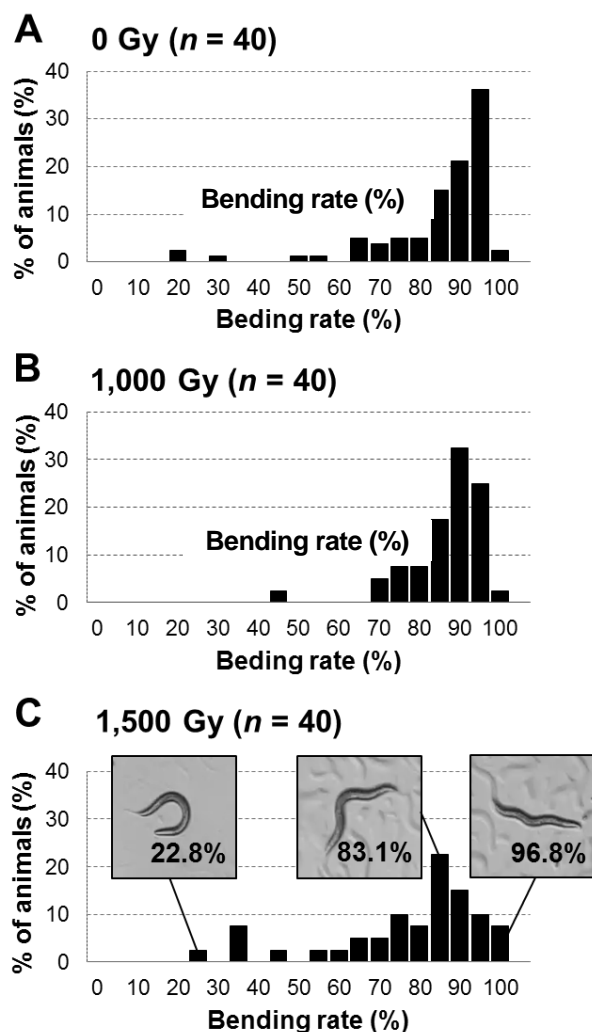 A
0 Gy (n = 40)
% of animals (%)
40
30
20
10
0
Bending rate (%)
0 10 20 30 40 50 60 70 80 90 100
Beding rate (%)
B
1,000 Gy (n = 40)
% of animals (%)
40
30
20
10
0
Bending rate (%)
0 10 20 30 40 50 60 70 80 90 100
Beding rate (%)
C
1,500 Gy (n = 40)
% of animals (%)
40
30
20
10
0
22.8%
83.1%
96.8%
0 10 20 30 40 50 60 70 80 90 100
Bending rate (%)